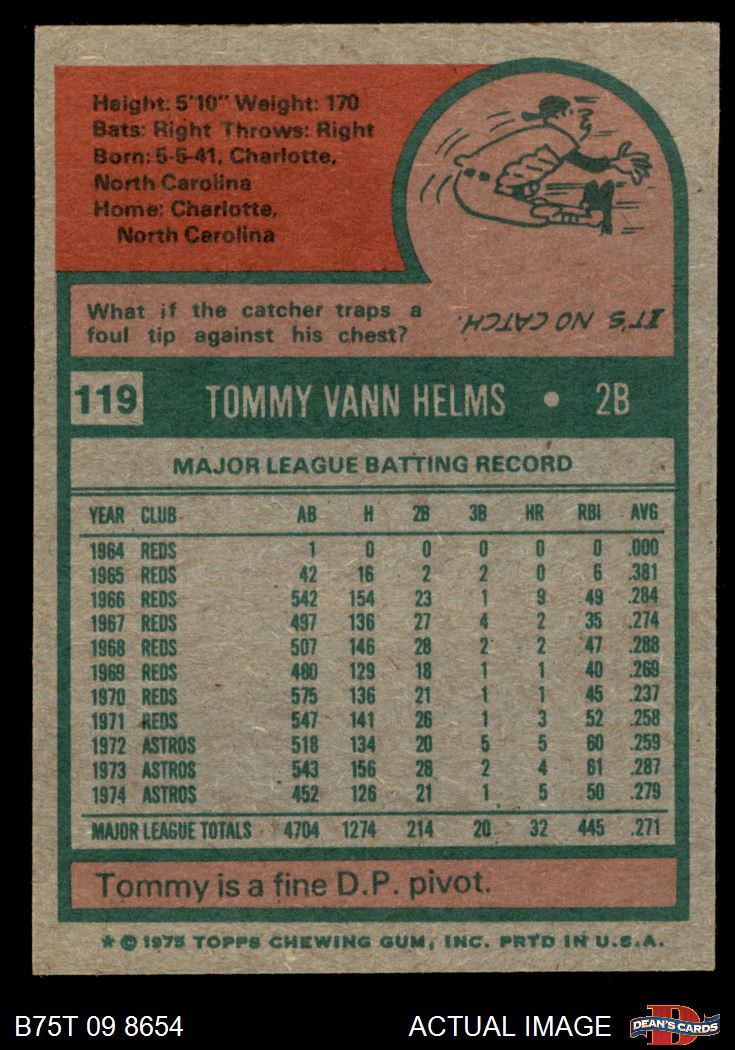 Height: 5'10" Weight: 170
Bats: Right Throws: Right
Born: 5-5-41, Charlotte,
North Carolina
Home: Charlotte,
North Carolina
What if the catcher traps a
foul tip against his chest?
IT'S NO CATCH.
119 TOMMY VANN HELMS • 2B
MAJOR LEAGUE BATTING RECORD
YEAR CLUB AB H 2B 3B HR RBI AVG
1964 REDS 1 0 0 0 0 0 .000
1965 REDS 42 16 2 2 0 6 .381
1966 REDS 542 154 23 1 9 49 .284
1967 REDS 497 136 27 4 2 35 .274
1968 REDS 507 146 28 2 2 47 .288
1969 REDS 480 129 18 1 1 40 .269
1970 REDS 575 136 21 1 1 45 .237
1971 REDS 547 141 26 1 3 52 .258
1972 ASTROS 518 134 20 5 5 60 .259
1973 ASTROS 543 156 28 2 4 61 .287
1974 ASTROS 452 126 21 1 5 50 .279
MAJOR LEAGUE TOTALS 4704 1274 214 20 32 445 .271
Tommy is a fine D.P. pivot.
* © 1975 TOPPS CHEWING GUM, INC. PRTD IN U.S.A.
B75T 09 8654 ACTUAL IMAGE DEAN'S CARDS